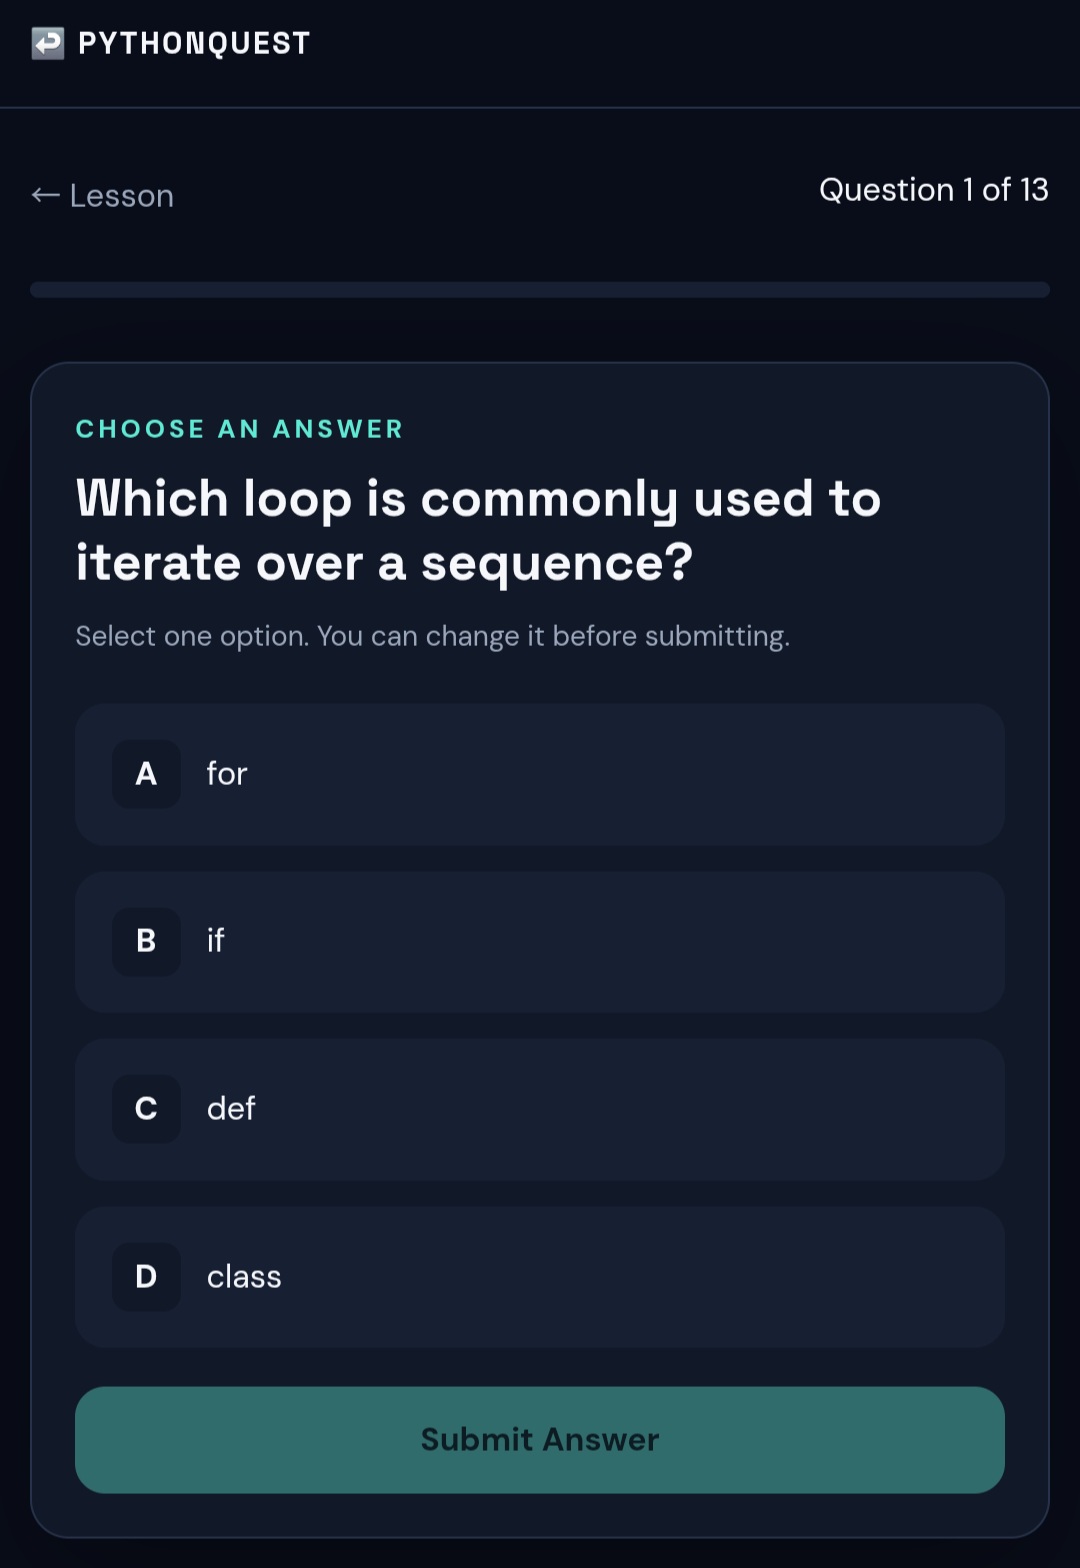 PYTHONQUEST
← Lesson
Question 1 of 13
CHOOSE AN ANSWER
Which loop is commonly used to
iterate over a sequence?
Select one option. You can change it before submitting.
A for
B if
C def
D class
Submit Answer